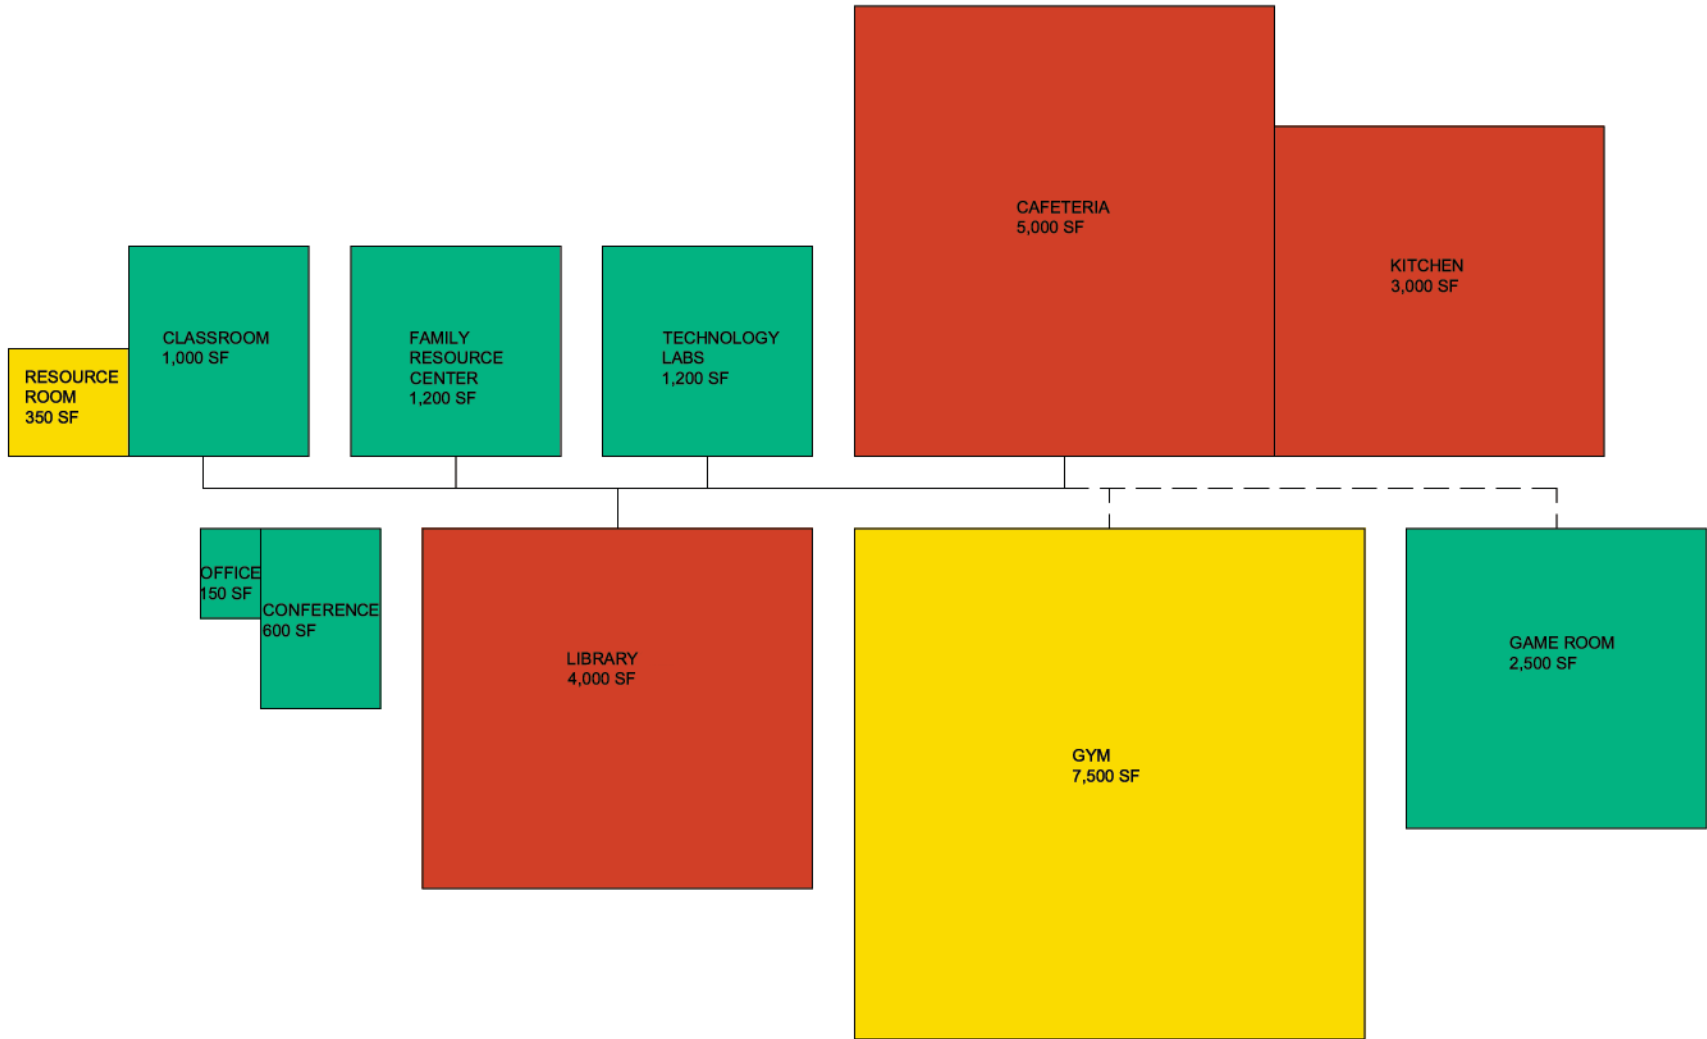 CAFETERIA
5,000 SF
KITCHEN
3,000 SF
CLASSROOM
1,000 SF
FAMILY
RESOURCE
CENTER
1,200 SF
TECHNOLOGY
LABS
1,200 SF
RESOURCE
ROOM
350 SF
OFFICE
150 SF
CONFERENCE
600 SF
LIBRARY
4,000 SF
GYM
7,500 SF
GAME ROOM
2,500 SF